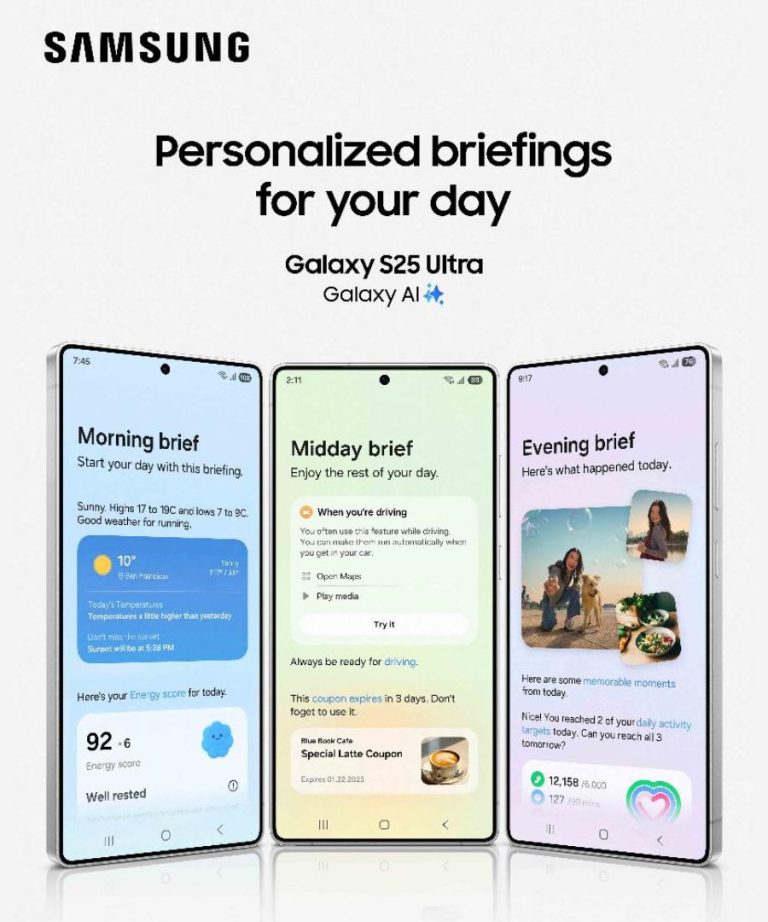 SAMSUNG
Personalized briefings
for your day
Galaxy S25 Ultra
Galaxy AI
7:45
100
Morning brief
Start your day with this briefing.
Sunny. Highs 17 to 19C and lows 7 to 9C.
Good weather for running.
10°
San Francisco
Sunny
Today's Temperatures
Temperatures a little higher than yesterday
Don't miss the sunset
Sunset will be at 5:28 PM
Here's your Energy score for today.
92
Energy score
Well rested
2:11
Midday brief
Enjoy the rest of your day.
When you're driving
You often use this feature while driving.
You can make them run automatically when
you get in your car.
Open Maps
Play media
Try it
Always be ready for driving.
This coupon expires in 3 days. Don't
foget to use it.
Blue Book Cafe
Special Latte Coupon
Expires 01,22,2025
9:17
76
Evening brief
Here's what happened today.
Here are some memorable moments
from today.
Nice! You reached 2 of your daily activity
targets today. Can you reach all 3
tomorrow?
12,158 /6,000
127 /90 mins